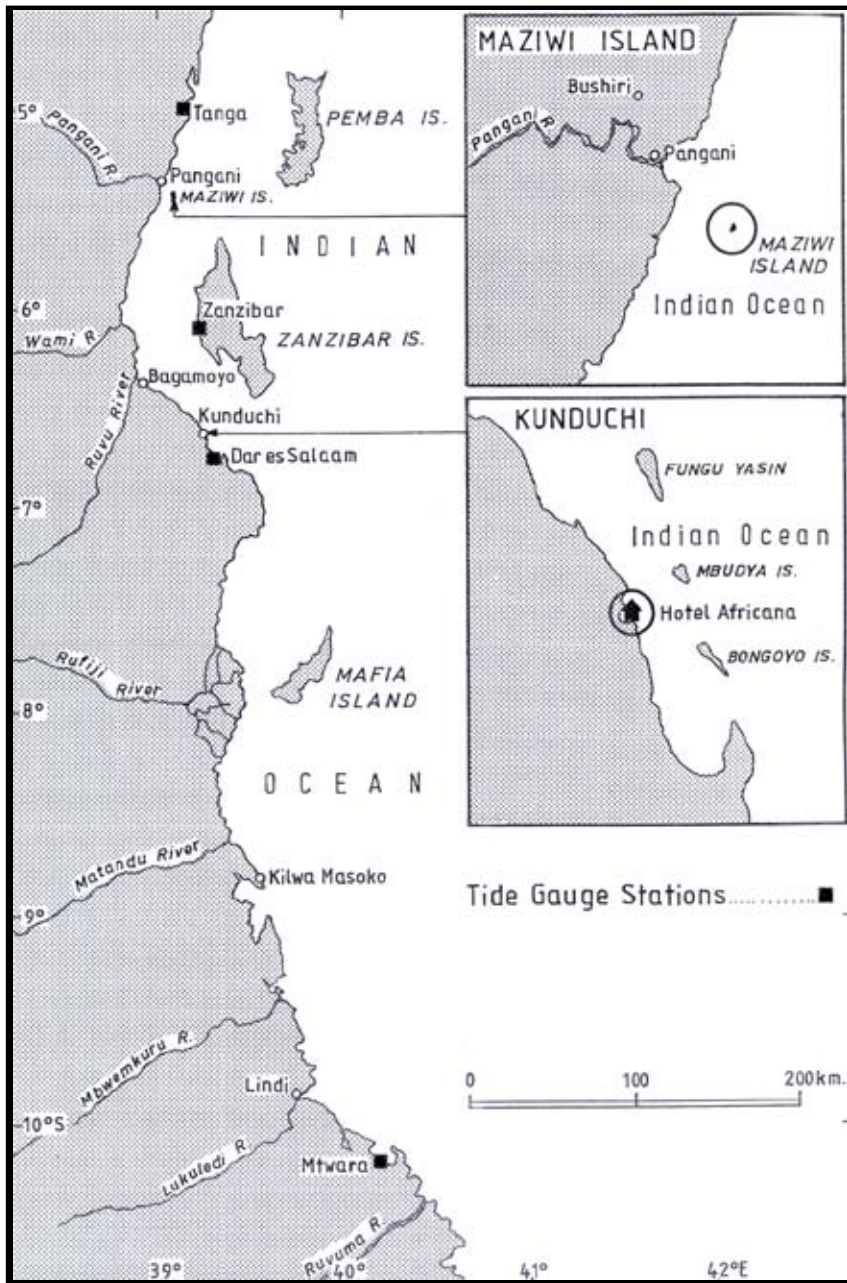 5°
Tanga
PEMBA IS.
Pangani R.
Pangani
MAZIWI IS.
INDIAN
6°
Zanzibar
ZANZIBAR IS.
Wami R.
Bagamoyo
Kunduchi
Ruvu River
Dar es Salaam
7°
Rufiji River
MAFIA
ISLAND
8°
OCEAN
Matandu River
Kilwa Masoko
9°
Mbwemkuru R.
Lindi
10°S
Lukuledi R.
Mtwara
Ruvuma R.
39°
40°
41°
42°E
MAZIWI ISLAND
Bushiri
Pangani R.
Pangani
MAZIWI
ISLAND
Indian Ocean
KUNDUCHI
FUNGU YASIN
Indian Ocean
MBUDYA IS.
Hotel Africana
BONGOYO IS.
Tide Gauge Stations...........
0 100 200 km.